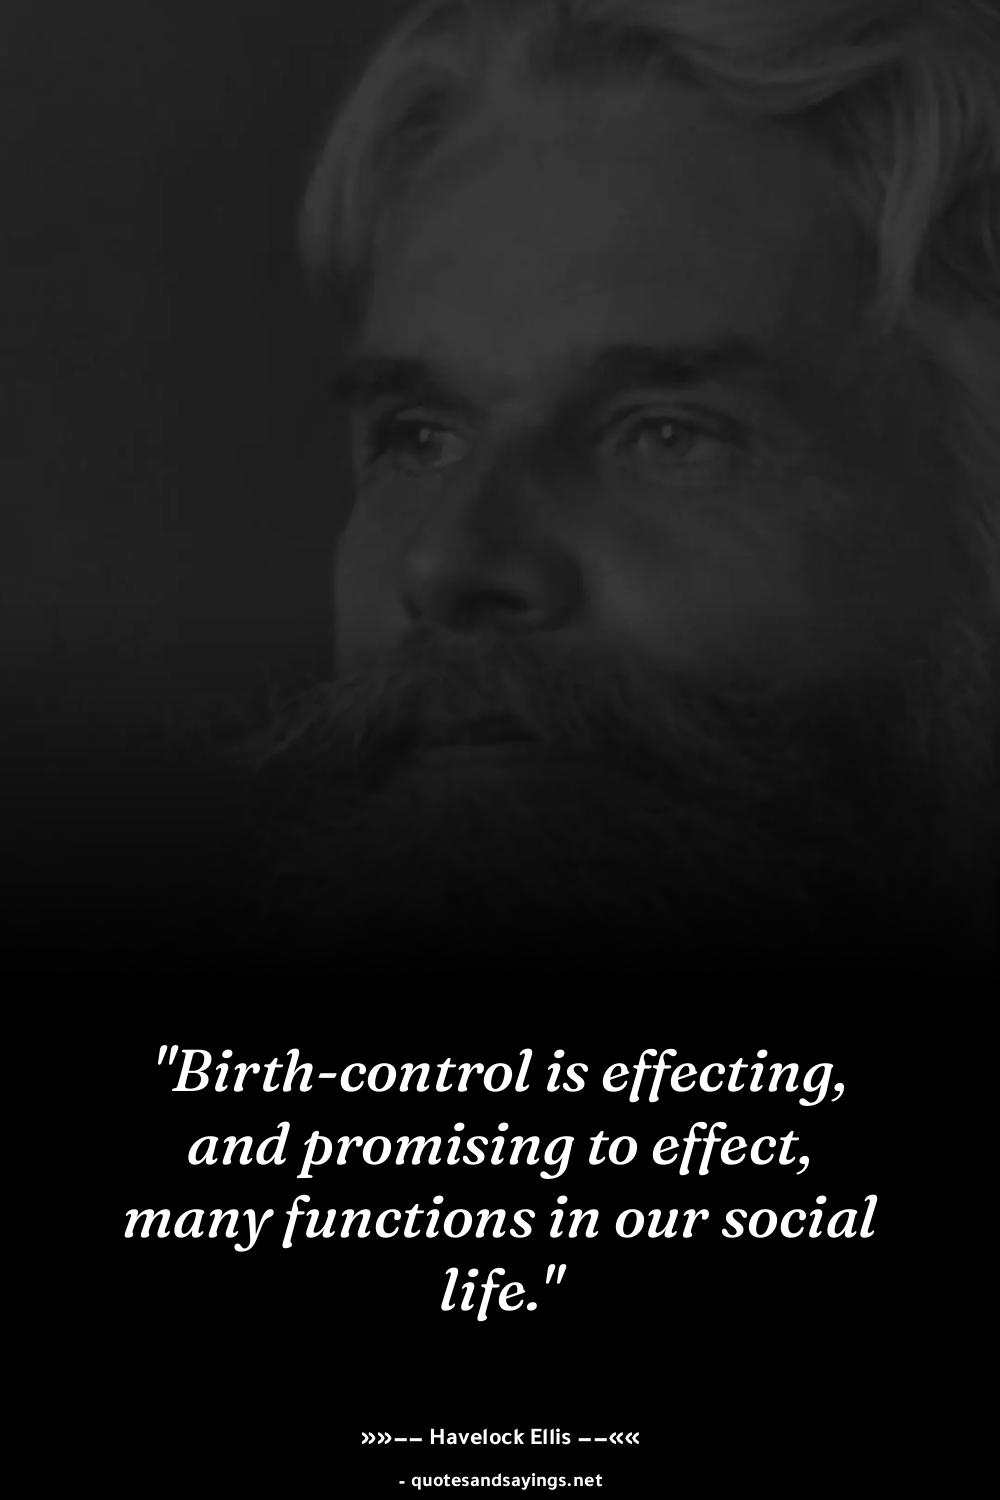 "Birth-control is effecting,
and promising to effect,
many functions in our social
life."
»»−− Havelock Ellis −−««
- quotesandsayings.net